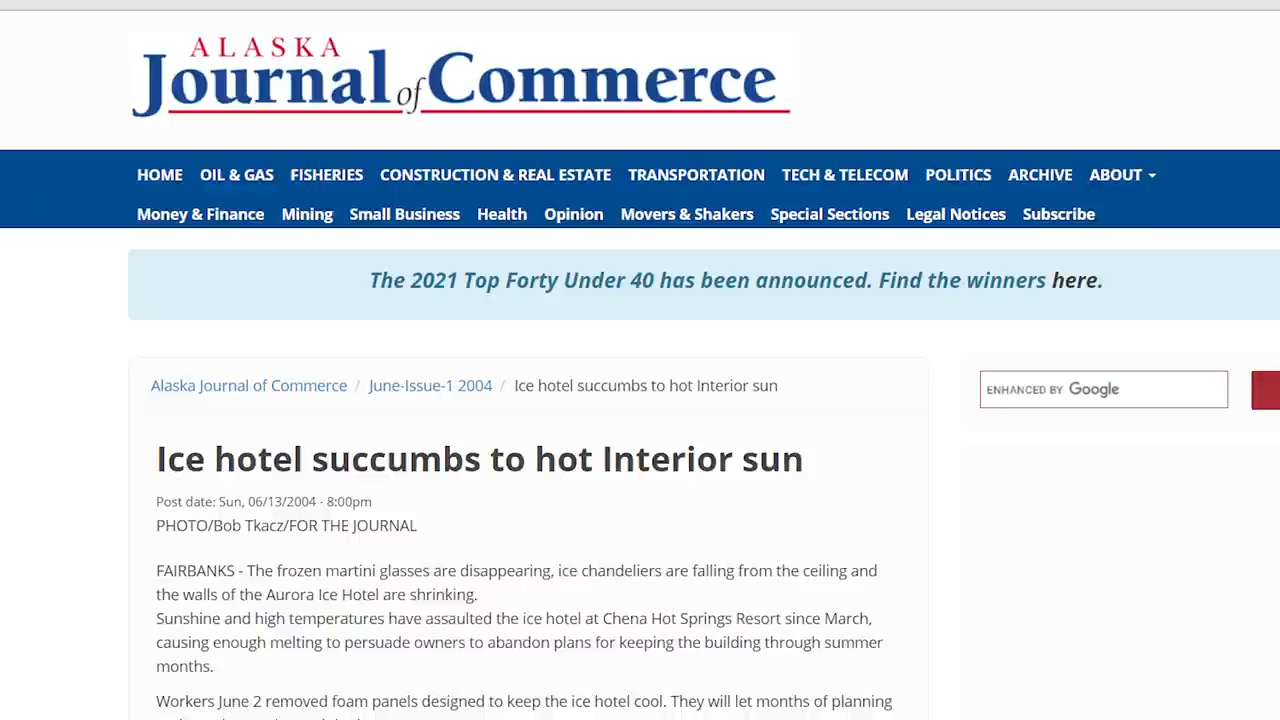 ALASKA
Journal of Commerce
HOME OIL & GAS FISHERIES CONSTRUCTION & REAL ESTATE TRANSPORTATION TECH & TELECOM POLITICS ARCHIVE ABOUT
Money & Finance Mining Small Business Health Opinion Movers & Shakers Special Sections Legal Notices Subscribe
The 2021 Top Forty Under 40 has been announced. Find the winners here.
Alaska Journal of Commerce / June-Issue-1 2004 / Ice hotel succumbs to hot Interior sun
ENHANCED BY Google
Ice hotel succumbs to hot Interior sun
Post date: Sun, 06/13/2004 - 8:00pm
PHOTO/Bob Tkacz/FOR THE JOURNAL
FAIRBANKS - The frozen martini glasses are disappearing, ice chandeliers are falling from the ceiling and
the walls of the Aurora Ice Hotel are shrinking.
Sunshine and high temperatures have assaulted the ice hotel at Chena Hot Springs Resort since March,
causing enough melting to persuade owners to abandon plans for keeping the building through summer
months.
Workers June 2 removed foam panels designed to keep the ice hotel cool. They will let months of planning